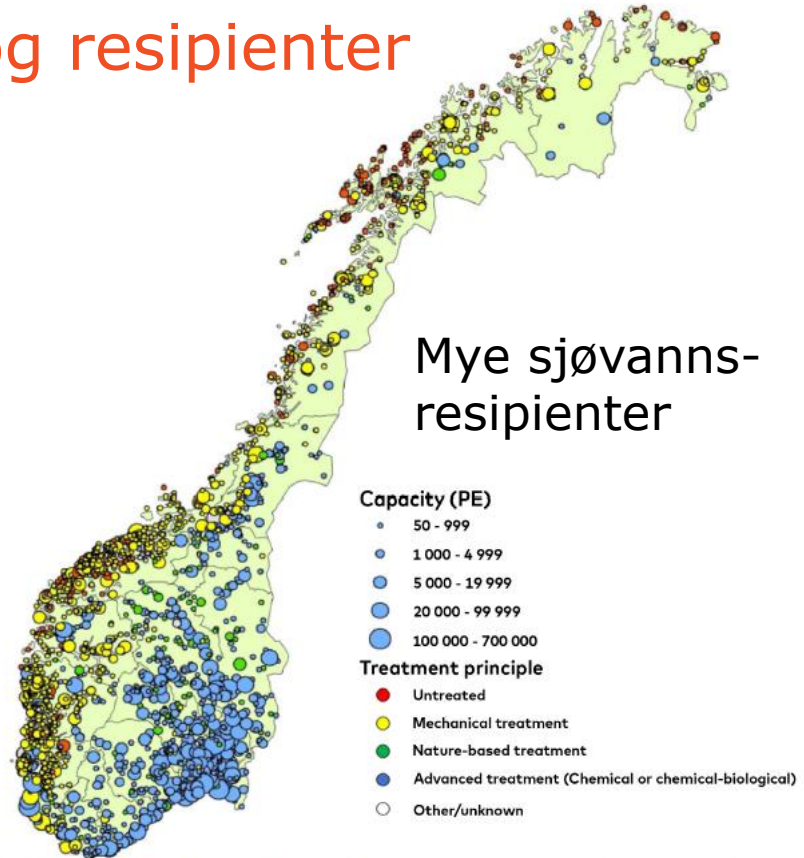 og resipienter
Mye sjøvanns-
resipienter
Capacity (PE)
50 - 999
1 000 - 4 999
5 000 - 19 999
20 000 - 99 999
100 000 - 700 000
Treatment principle
Untreated
Mechanical treatment
Nature-based treatment
Advanced treatment (Chemical or chemical-biological)
Other/unknown